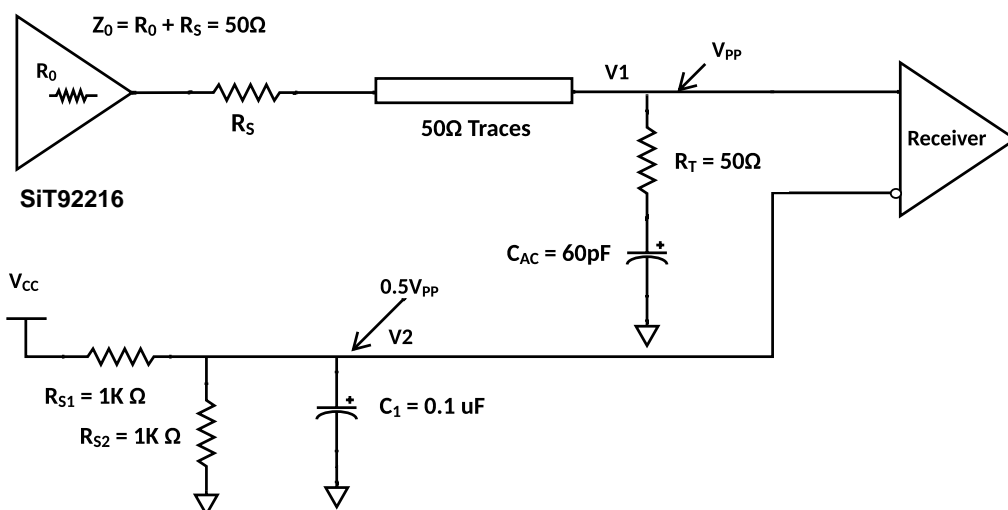 Z0 = R0 + RS = 50Ω
R0
VPP
V1
RS
50Ω Traces
RT = 50Ω
Receiver
SiT92216
CAC = 60pF
VCC
0.5VPP
V2
RS1 = 1K Ω
C1 = 0.1 uF
RS2 = 1K Ω